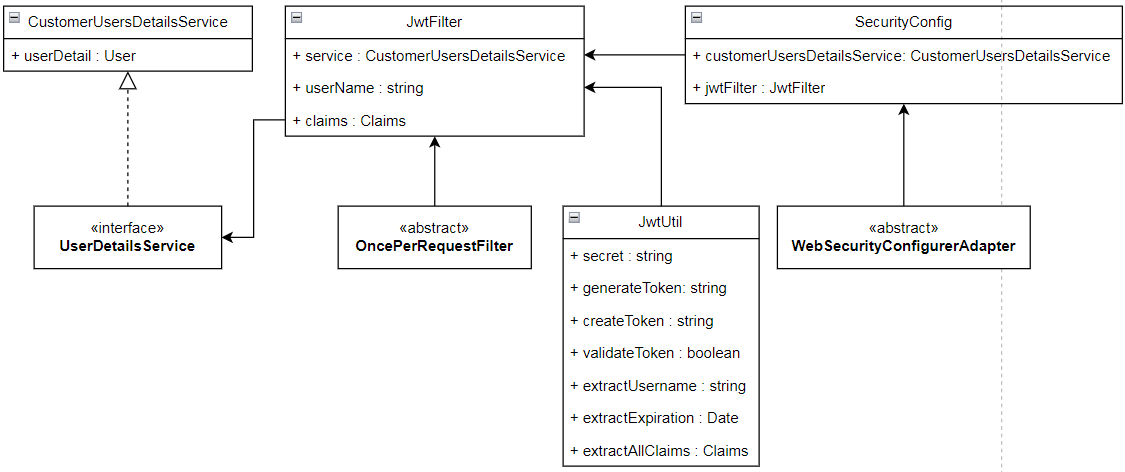 CustomerUsersDetailsService
+ userDetail : User
JwtFilter
+ service : CustomerUsersDetailsService
+ userName : string
+ claims : Claims
SecurityConfig
+ customerUsersDetailsService: CustomerUsersDetailsService
+ jwtFilter : JwtFilter
«interface»
UserDetailsService
«abstract»
OncePerRequestFilter
JwtUtil
+ secret : string
+ generateToken: string
+ createToken : string
+ validateToken : boolean
+ extractUsername : string
+ extractExpiration : Date
+ extractAllClaims : Claims
«abstract»
WebSecurityConfigurerAdapter